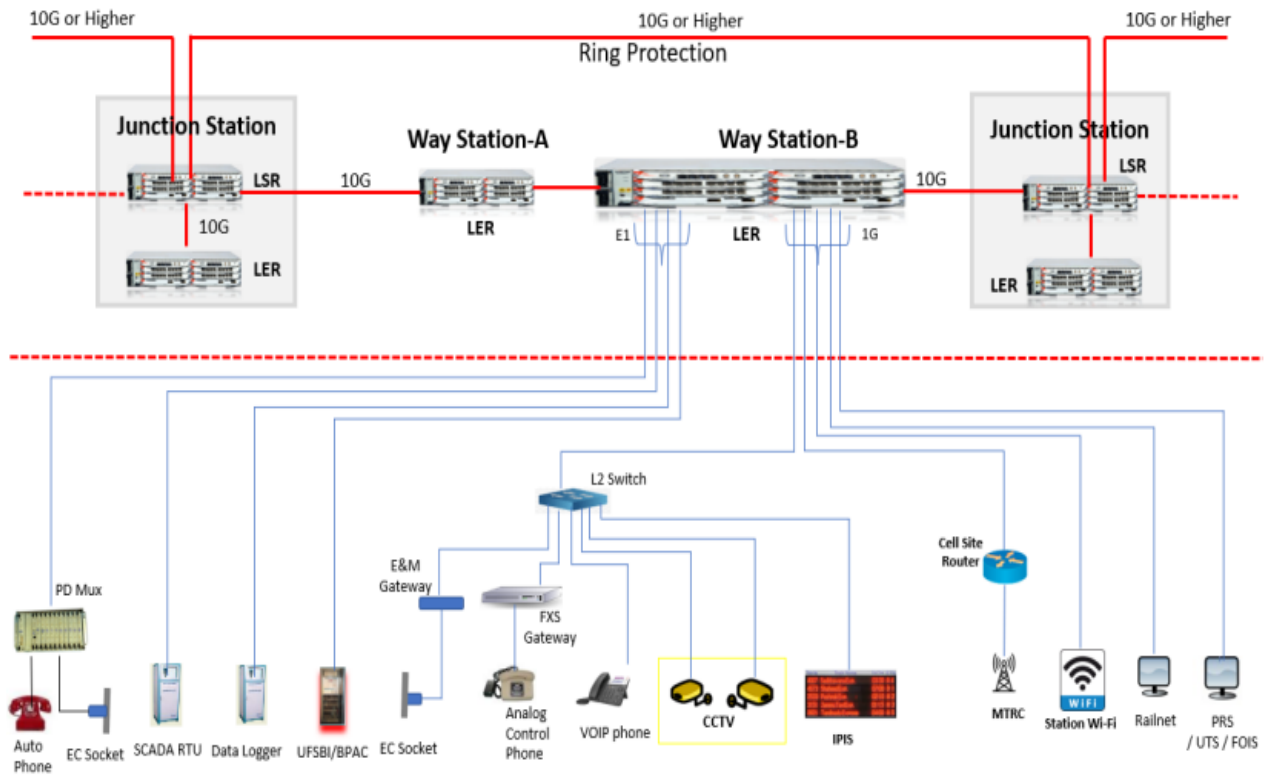 10G or Higher
10G or Higher
10G or Higher
Ring Protection
Junction Station
Way Station-A
Way Station-B
Junction Station
LSR
LSR
10G
10G
LER
10G
E1
LER
1G
LER
LER
L2 Switch
Cell Site
Router
E&M
Gateway
PD Mux
FXS
Gateway
WiFi
Auto
Phone
EC Socket
SCADA RTU
Data Logger
UFSBI/BPAC
EC Socket
Analog
Control
Phone
VOIP phone
CCTV
IPIS
MTRC
Station Wi-Fi
Railnet
PRS
/ UTS / FOIS